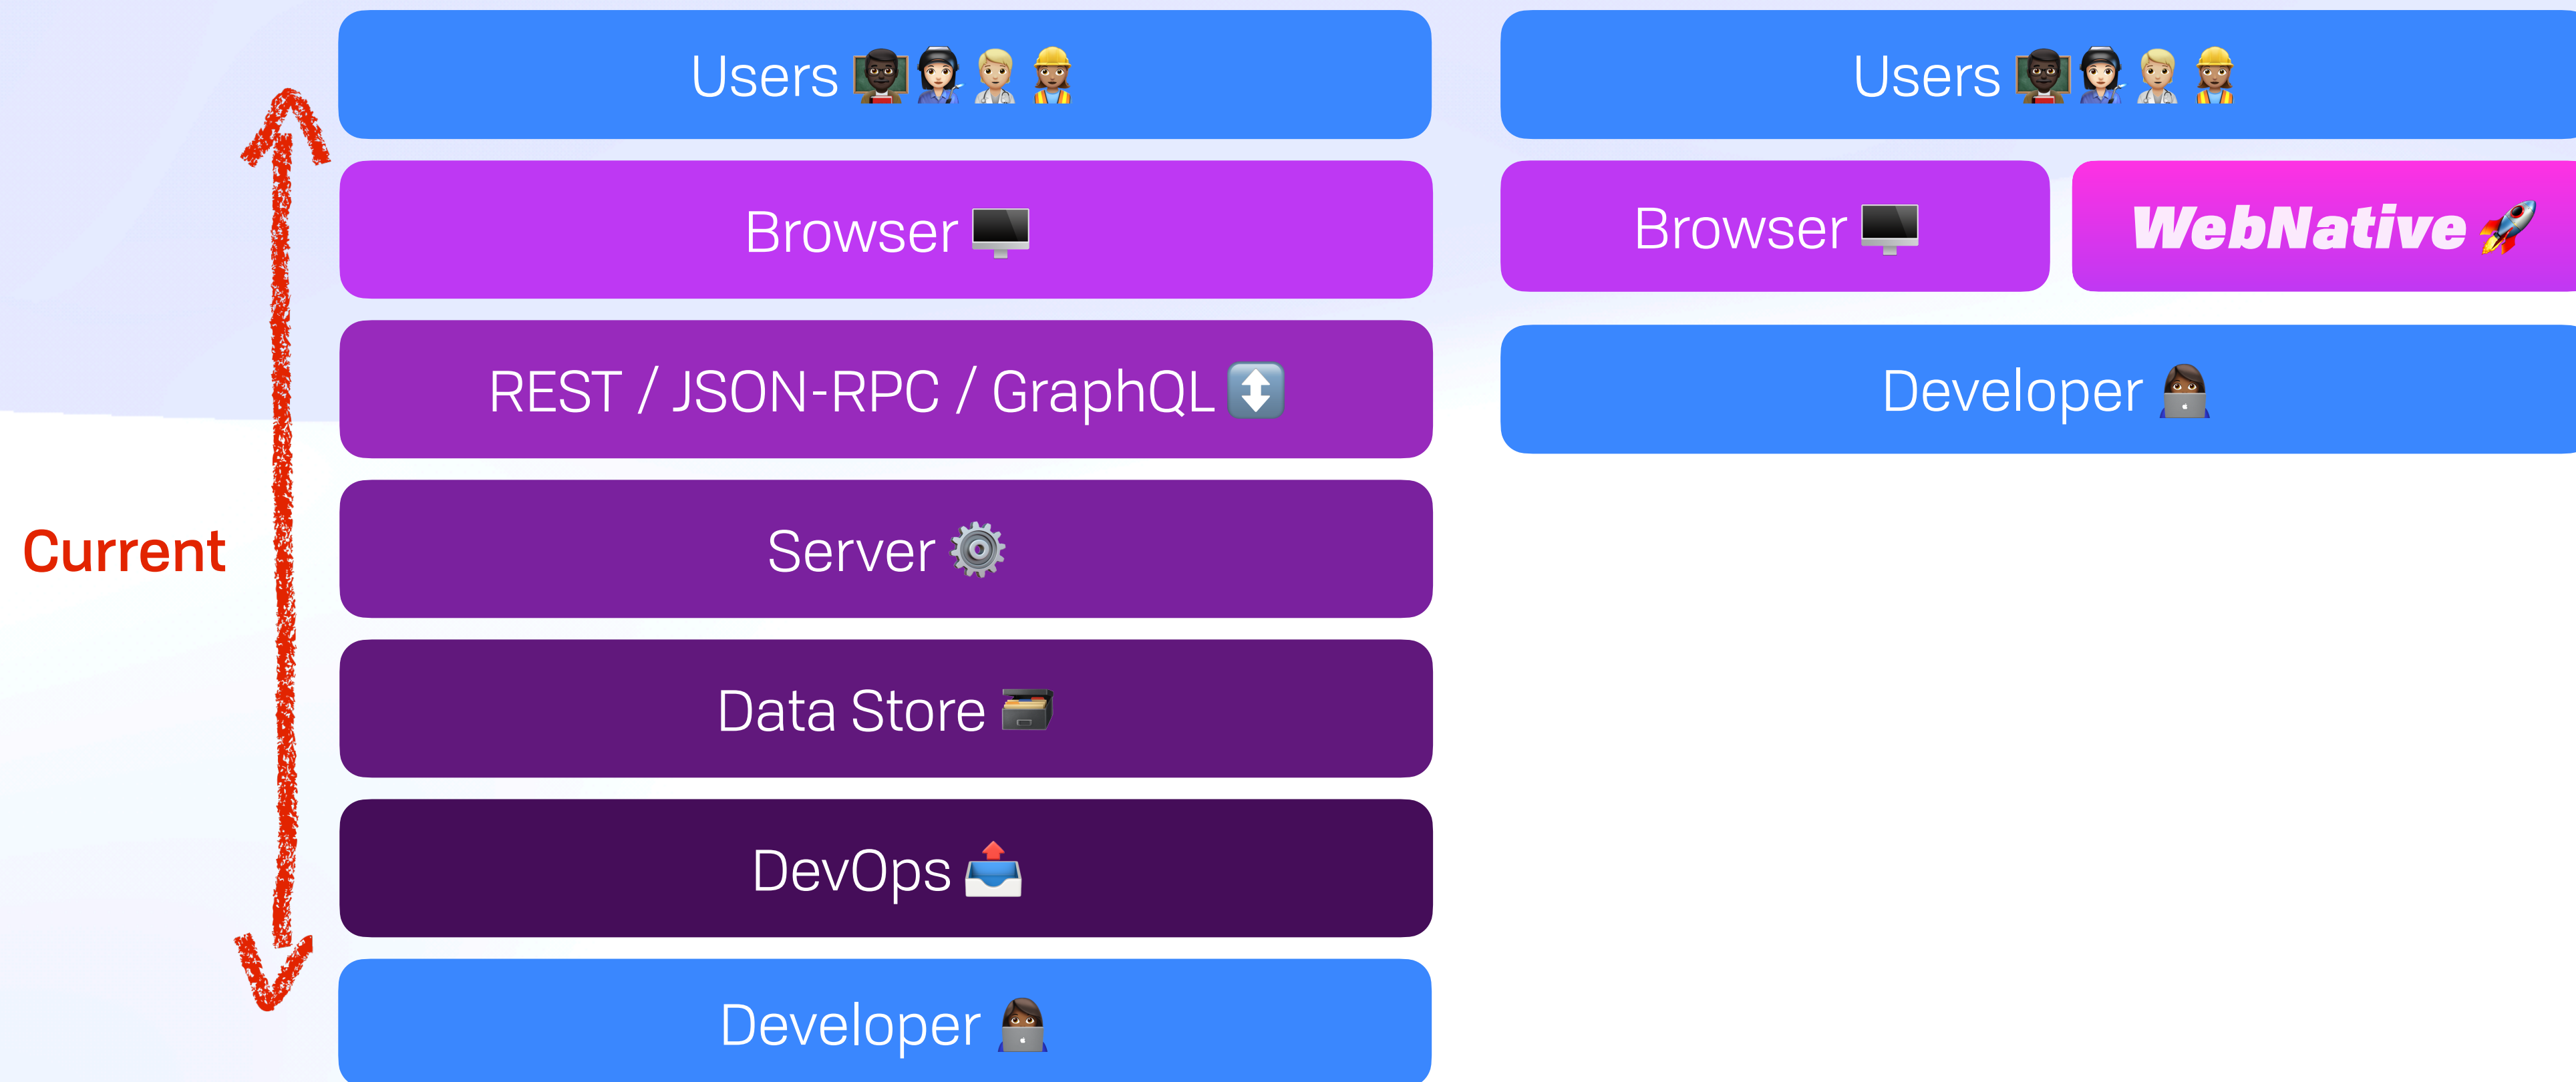 Users
Browser
REST / JSON-RPC / GraphQL
Server
Data Store
DevOps
Developer
Current
Users
Browser
WebNative
Developer